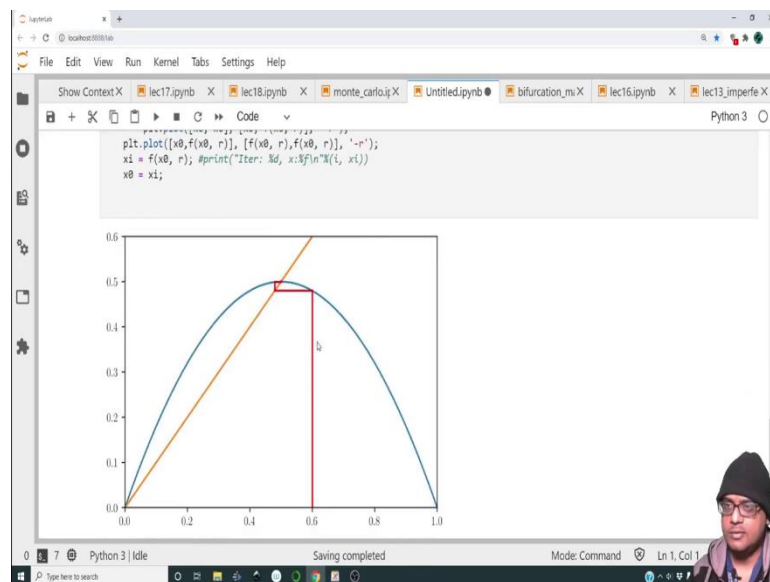 JupyterLab
localhost:8888/lab
File Edit View Run Kernel Tabs Settings Help
Show Context X lec17.ipynb X lec18.ipynb X monte_carlo.ip X Untitled.ipynb bifurcation_ma X lec16.ipynb X lec13_imperfe X
Code Python 3
plt.plot([x0,f(x0, r)], [f(x0, r),f(x0, r)], '-r');
xi = f(x0, r); #print("Iter: %d, x:%f\n"%(i, xi))
x0 = xi;
0.6
0.5
0.4
0.3
0.2
0.1
0.0
0.0 0.2 0.4 0.6 0.8 1.0
0 7 Python 3 | Idle Saving completed Mode: Command Ln 1, Col 1
Type here to search